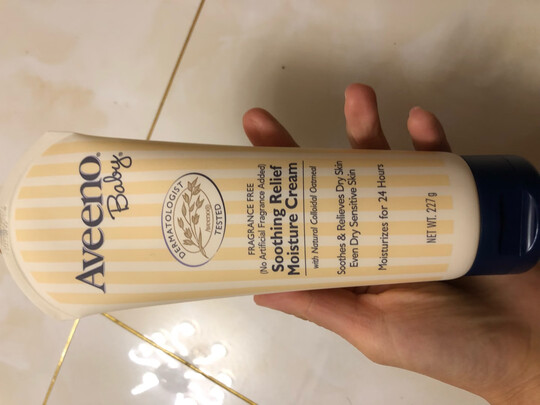 Aveeno®
Baby®
DERMATOLOGIST
Aveeno
TESTED
FRAGRANCE FREE
(No Artificial Fragrance Added)
Soothing Relief
Moisture Cream
with Natural Colloidal Oatmeal
Soothes & Relieves Dry Skin
Even Dry Sensitive Skin
Moisturizes for 24 Hours
NET WT. 227 g